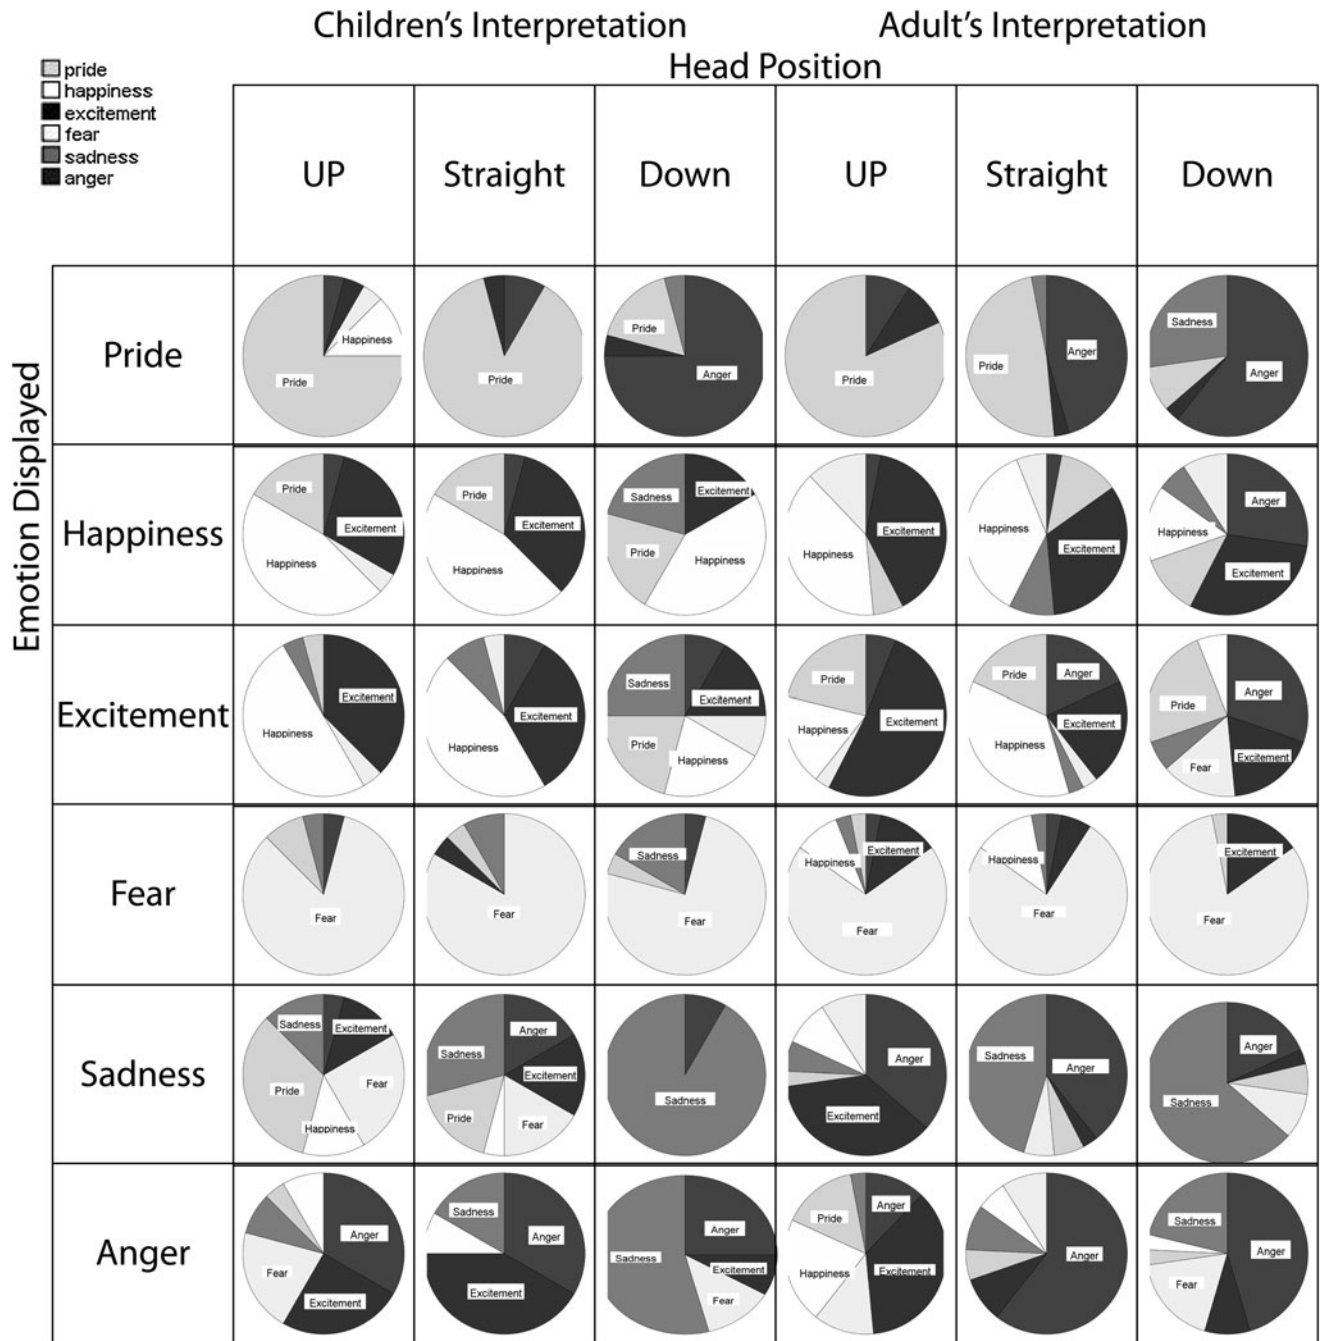 Children's Interpretation Adult's Interpretation
Head Position
pride
happiness
excitement
fear
sadness
anger
UP Straight Down UP Straight Down
Emotion Displayed
Pride
Pride Happiness
Pride
Pride Anger
Pride
Pride Anger
Sadness Anger
Happiness
Pride Excitement Happiness
Pride Excitement Happiness
Sadness Excitement Pride Happiness
Excitement Happiness
Happiness Excitement
Anger Happiness Excitement
Excitement
Excitement Happiness
Excitement Happiness
Sadness Excitement Pride Happiness
Pride Excitement Happiness
Pride Anger Excitement Happiness
Anger Pride Excitement Fear
Fear
Fear
Fear
Sadness Fear
Excitement Happiness Fear
Happiness Fear
Excitement Fear
Sadness
Sadness Excitement Fear Pride Happiness
Anger Sadness Excitement Pride Fear
Sadness
Anger Excitement
Sadness Anger
Anger Sadness
Anger
Anger Fear Excitement
Sadness Anger Excitement
Anger Sadness Excitement Fear
Anger Pride Happiness Excitement
Anger
Sadness Anger Fear